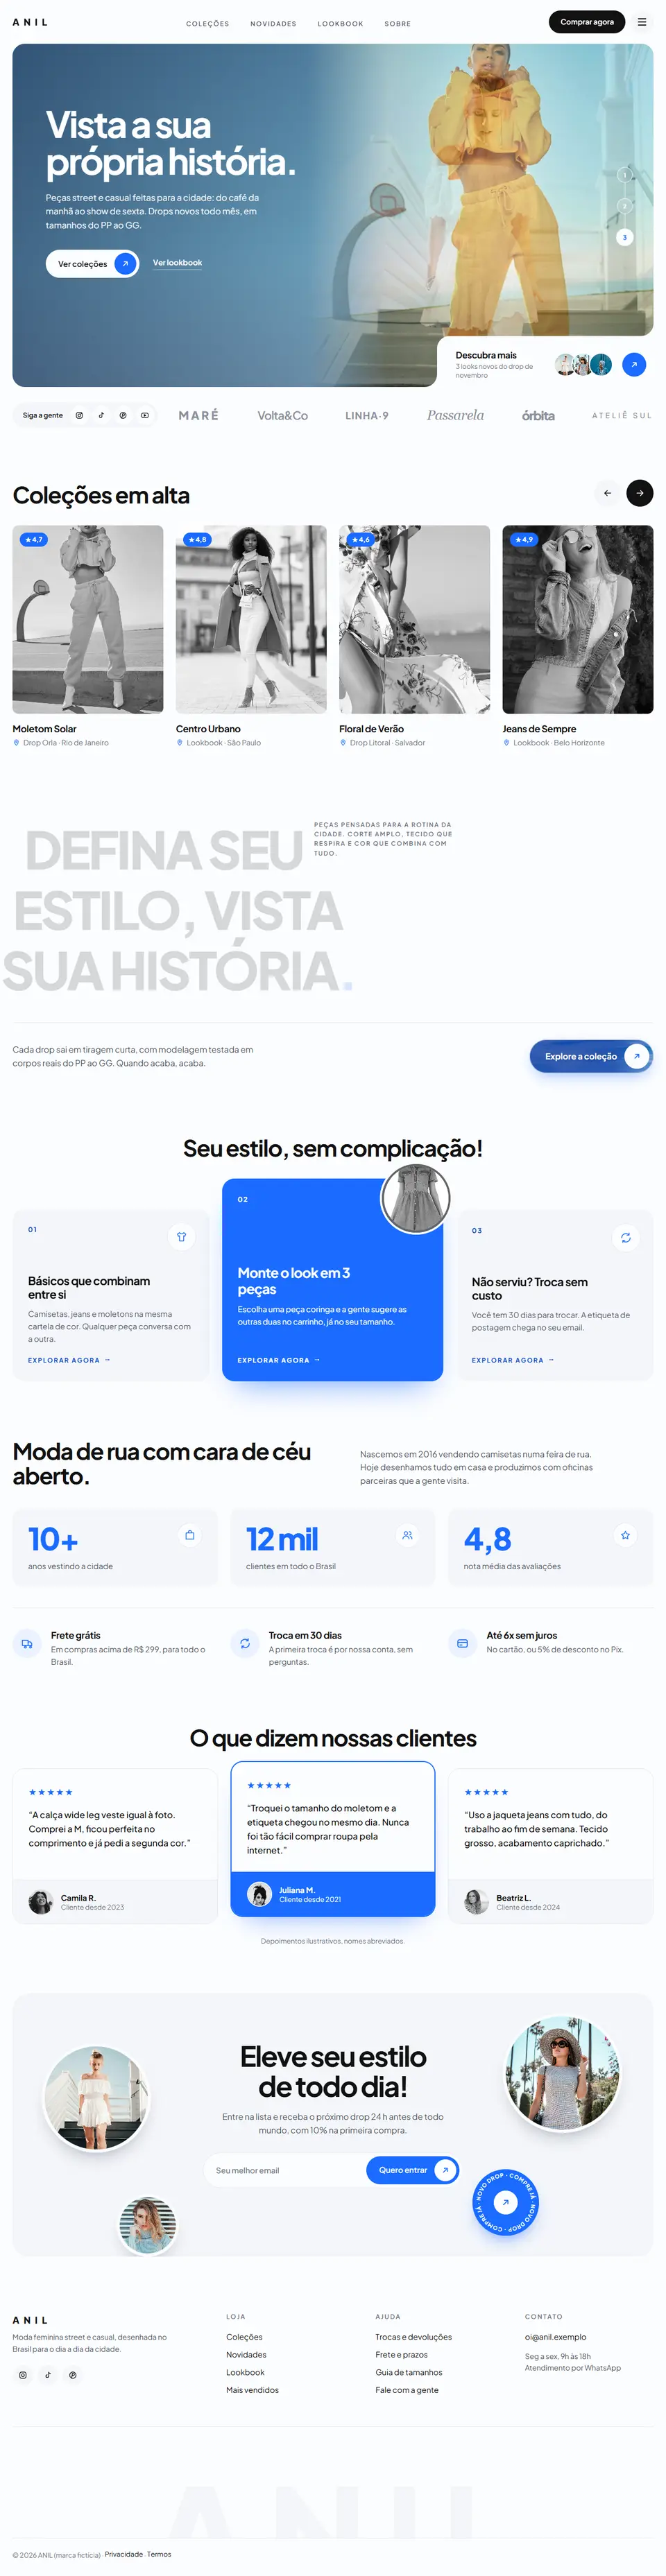 ANIL
COLEÇÕES NOVIDADES LOOKBOOK SOBRE
Comprar agora
Vista a sua
própria história.
Peças street e casual feitas para a cidade: do café da
manhã ao show de sexta. Drops novos todo mês, em
tamanhos do PP ao GG.
Ver coleções
Ver lookbook
1
2
3
Descubra mais
3 looks novos do drop de
novembro
Siga a gente
MARÉ
Volta&Co
LINHA·9
Passarela
órbita
ATELIÊ SUL
Coleções em alta
★4,7
★4,8
★4,6
★4,9
Moletom Solar
Drop Orla · Rio de Janeiro
Centro Urbano
Lookbook · São Paulo
Floral de Verão
Drop Litoral · Salvador
Jeans de Sempre
Lookbook · Belo Horizonte
DEFINA SEU
ESTILO, VISTA
SUA HISTÓRIA.
PEÇAS PENSADAS PARA A ROTINA DA
CIDADE. CORTE AMPLO, TECIDO QUE
RESPIRA E COR QUE COMBINA COM
TUDO.
Cada drop sai em tiragem curta, com modelagem testada em
corpos reais do PP ao GG. Quando acaba, acaba.
Explore a coleção
Seu estilo, sem complicação!
01
Básicos que combinam
entre si
Camisetas, jeans e moletons na mesma
cartela de cor. Qualquer peça conversa com
a outra.
EXPLORAR AGORA →
02
Monte o look em 3
peças
Escolha uma peça coringa e a gente sugere as
outras duas no carrinho, já no seu tamanho.
EXPLORAR AGORA →
03
Não serviu? Troca sem
custo
Você tem 30 dias para trocar. A etiqueta de
postagem chega no seu email.
EXPLORAR AGORA →
Moda de rua com cara de céu
aberto.
Nascemos em 2016 vendendo camisetas numa feira de rua.
Hoje desenhamos tudo em casa e produzimos com oficinas
parceiras que a gente visita.
10+
anos vestindo a cidade
12 mil
clientes em todo o Brasil
4,8
nota média das avaliações
Frete grátis
Em compras acima de R$ 299, para todo o
Brasil.
Troca em 30 dias
A primeira troca é por nossa conta, sem
perguntas.
Até 6x sem juros
No cartão, ou 5% de desconto no Pix.
O que dizem nossas clientes
★★★★★
“A calça wide leg veste igual à foto.
Comprei a M, ficou perfeita no
comprimento e já pedi a segunda cor.”
Camila R.
Cliente desde 2023
★★★★★
“Troquei o tamanho do moletom e a
etiqueta chegou no mesmo dia. Nunca
foi tão fácil comprar roupa pela
internet.”
Juliana M.
Cliente desde 2021
★★★★★
“Uso a jaqueta jeans com tudo, do
trabalho ao fim de semana. Tecido
grosso, acabamento caprichado.”
Beatriz L.
Cliente desde 2024
Depoimentos ilustrativos, nomes abreviados.
Eleve seu estilo
de todo dia!
Entre na lista e receba o próximo drop 24 h antes de todo
mundo, com 10% na primeira compra.
Seu melhor email
Quero entrar
NOVO DROP · COMPRE JÁ · NOVO DROP · COMPRE JÁ ·
ANIL
Moda feminina street e casual, desenhada no
Brasil para o dia a dia da cidade.
LOJA
Coleções
Novidades
Lookbook
Mais vendidos
AJUDA
Trocas e devoluções
Frete e prazos
Guia de tamanhos
Fale com a gente
CONTATO
oi@anil.exemplo
Seg a sex, 9h às 18h
Atendimento por WhatsApp
ANIL
© 2026 ANIL (marca fictícia) · Privacidade · Termos